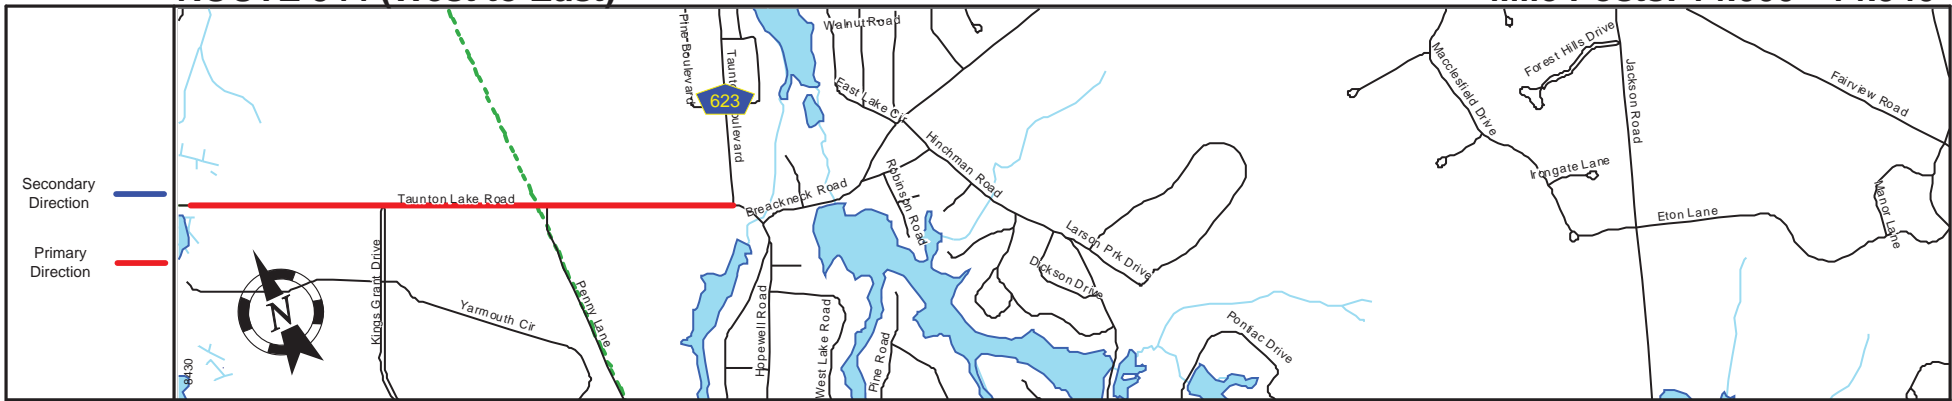 Secondary
Direction
Primary
Direction
Taunton Lake Road
Kings Grant Drive
Yarmouth Cir
Penny Lane
N
8430
Pine Boulevard
623
Walnut Road
East Lake Cir
Breackneck Road
Robinson Road
Hinchman Road
Larson Prk Drive
Dickson Drive
Hopewell Road
West Lake Road
Pine Road
Pontiac Drive
Macclesfield Drive
Forest Hills Drive
Jackson Road
Irongate Lane
Eton Lane
Fairview Road
Manor Lane